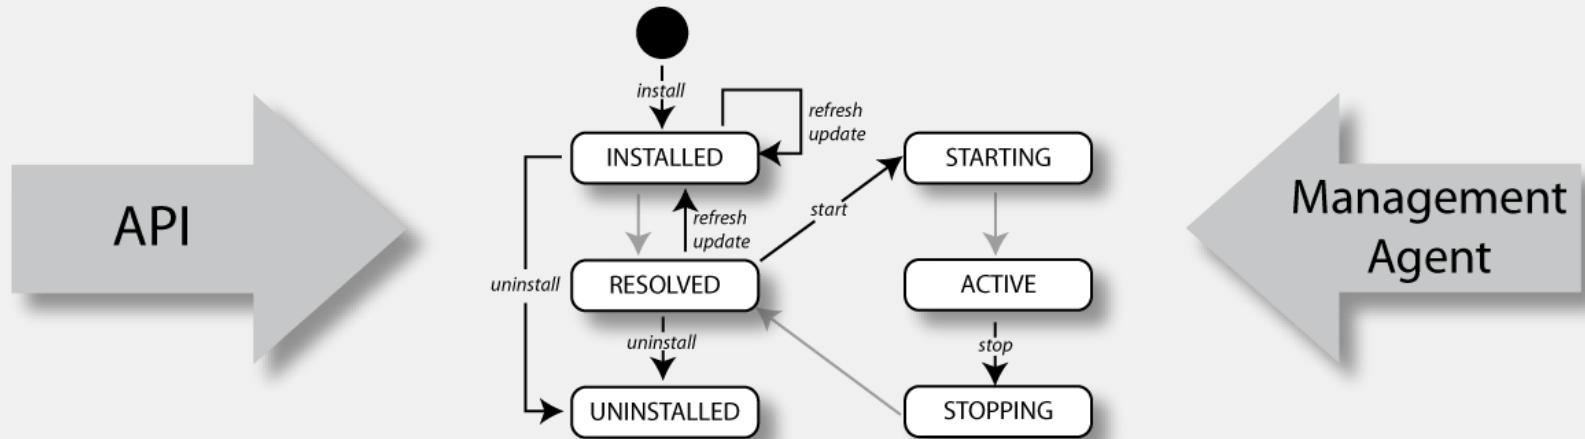 install
refresh
update
INSTALLED
STARTING
API
Management
Agent
start
refresh
update
uninstall
RESOLVED
ACTIVE
uninstall
stop
UNINSTALLED
STOPPING